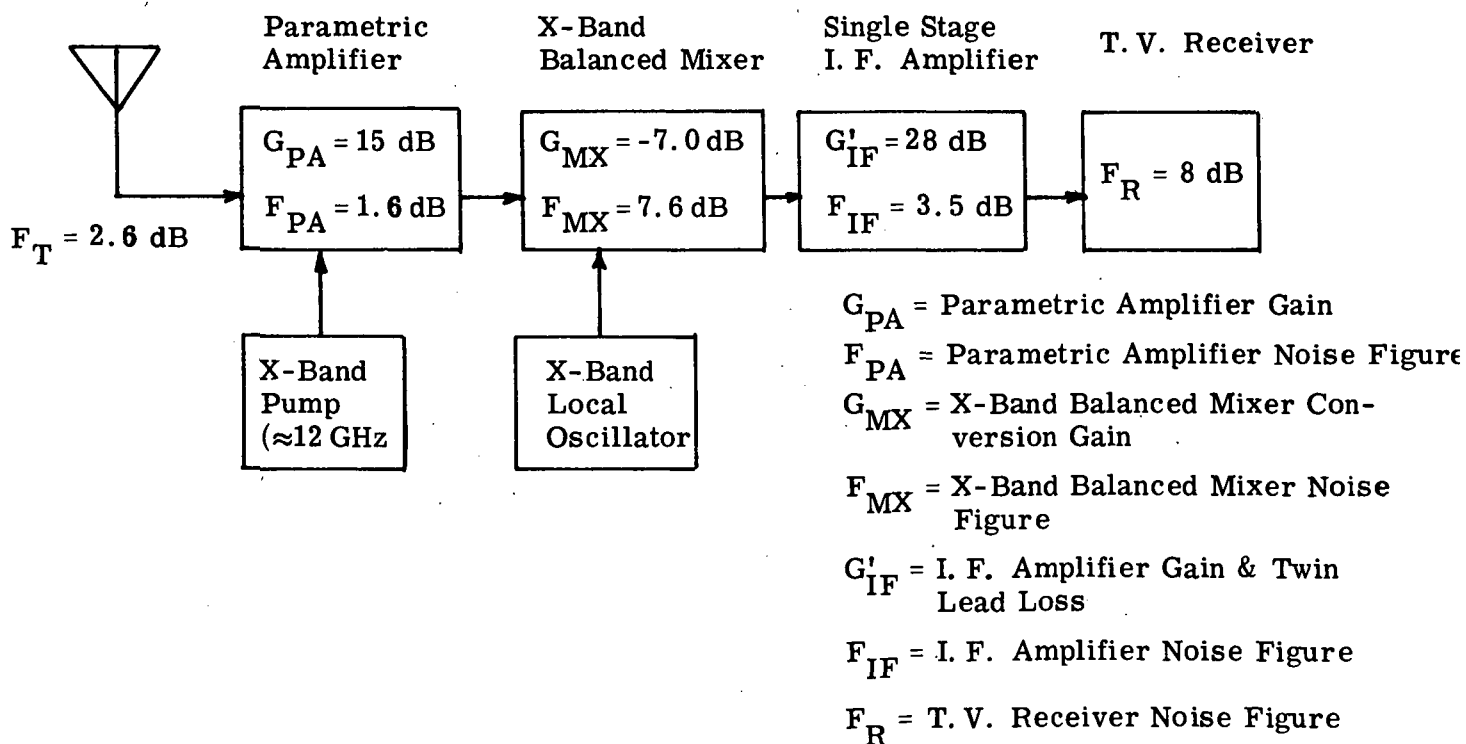 Parametric
Amplifier
X-Band
Balanced Mixer
Single Stage
I. F. Amplifier
T. V. Receiver
G_PA = 15 dB
F_PA = 1.6 dB
G_MX = -7.0 dB
F_MX = 7.6 dB
G'_IF = 28 dB
F_IF = 3.5 dB
F_R = 8 dB
F_T = 2.6 dB
X-Band
Pump
(≈12 GHz
X-Band
Local
Oscillator
G_PA = Parametric Amplifier Gain
F_PA = Parametric Amplifier Noise Figure
G_MX = X-Band Balanced Mixer Con-
version Gain
F_MX = X-Band Balanced Mixer Noise
Figure
G'_IF = I. F. Amplifier Gain & Twin
Lead Loss
F_IF = I. F. Amplifier Noise Figure
F_R = T. V. Receiver Noise Figure